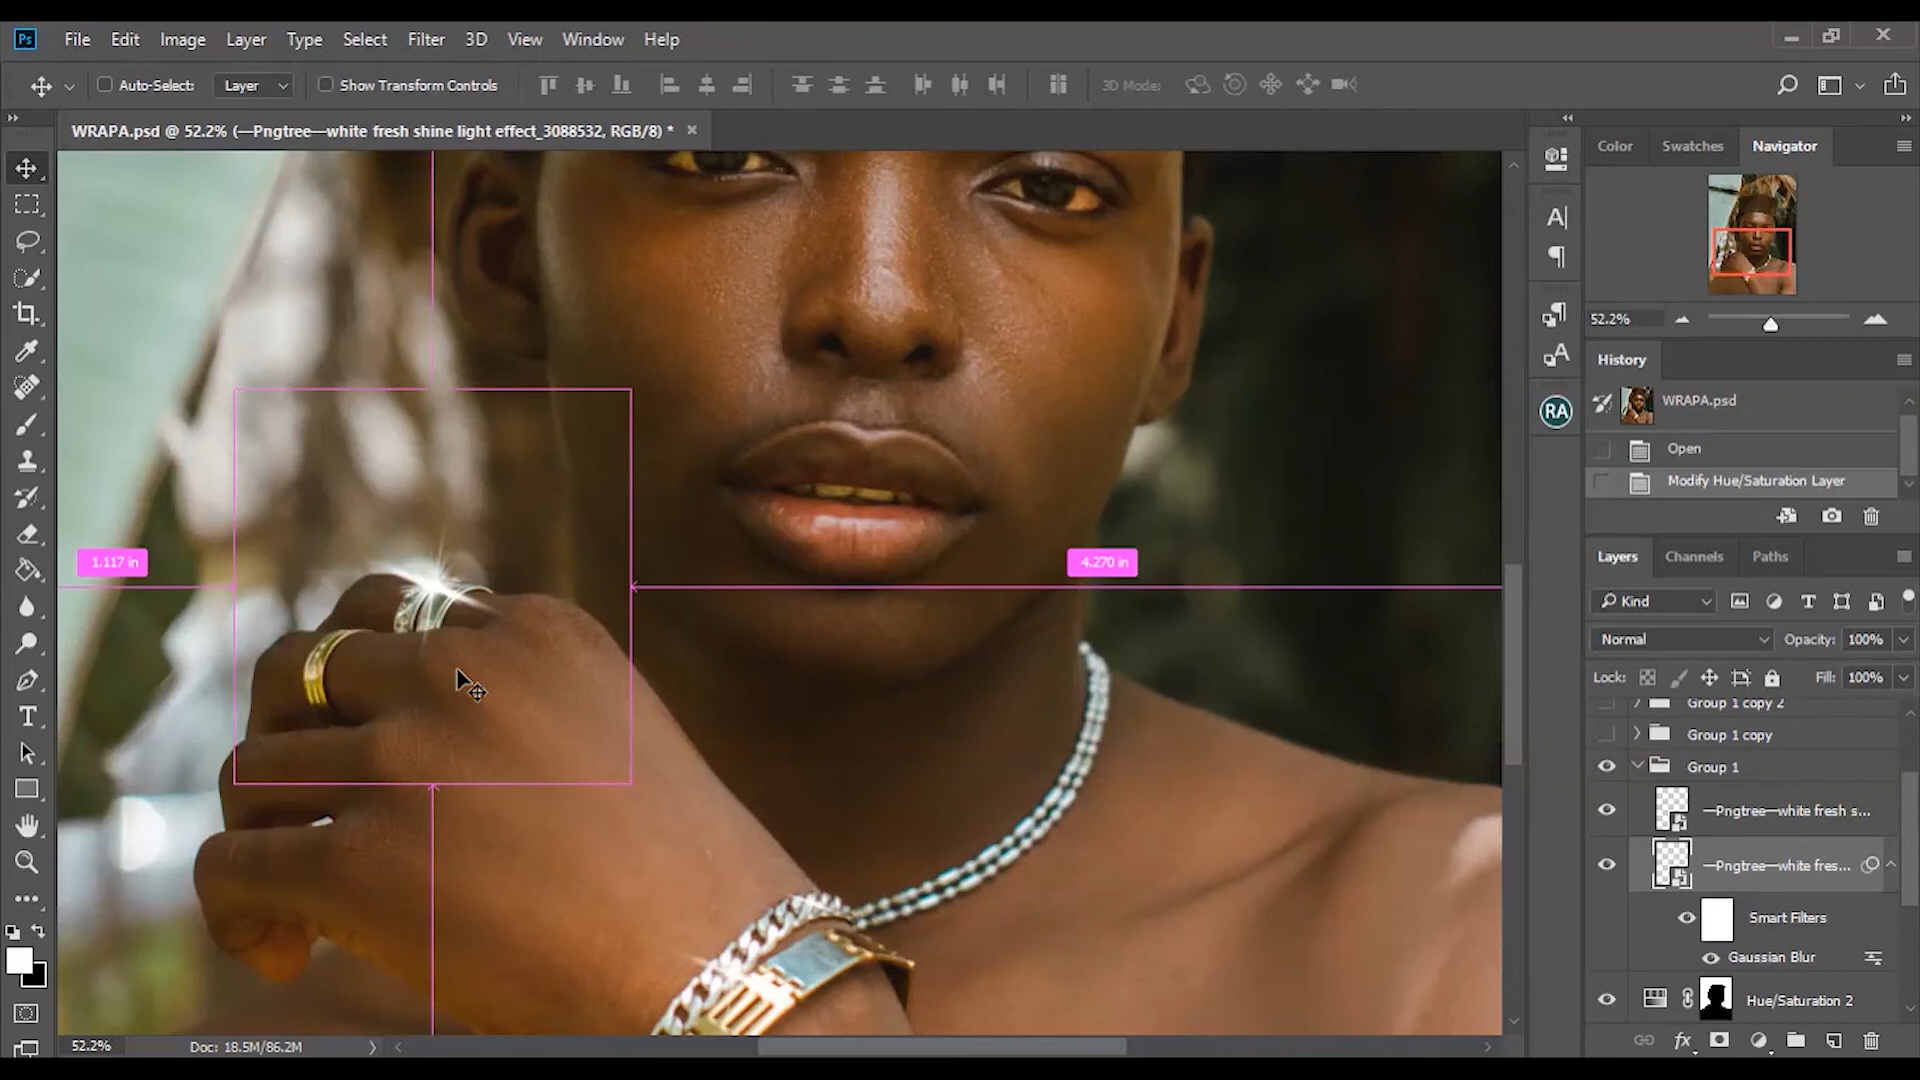 Ps File Edit Image Layer Type Select Filter 3D View Window Help
Auto-Select: Layer Show Transform Controls 3D Mode:
WRAPA.psd @ 52.2% (—Pngtree—white fresh shine light effect_3088532, RGB/8) *
Color Swatches Navigator
52.2%
History
WRAPA.psd
Open
Modify Hue/Saturation Layer
RA
1.117 in
4.270 in
Layers Channels Paths
Kind
Normal Opacity: 100%
Lock: Fill: 100%
Group 1 copy 2
Group 1 copy
Group 1
—Pngtree—white fresh s...
—Pngtree—white fres...
Smart Filters
Gaussian Blur
Hue/Saturation 2
fx
52.2% Doc: 18.5M/86.2M